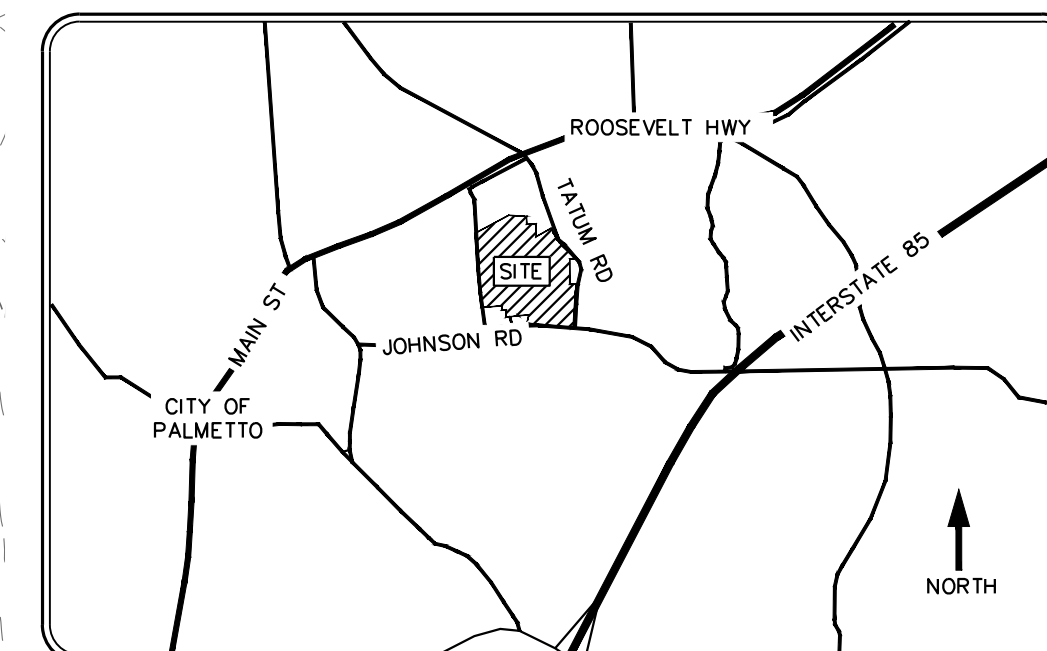 ROOSEVELT HWY
TATUM RD
INTERSTATE 85
SITE
MAIN ST
JOHNSON RD
CITY OF
PALMETTO
NORTH